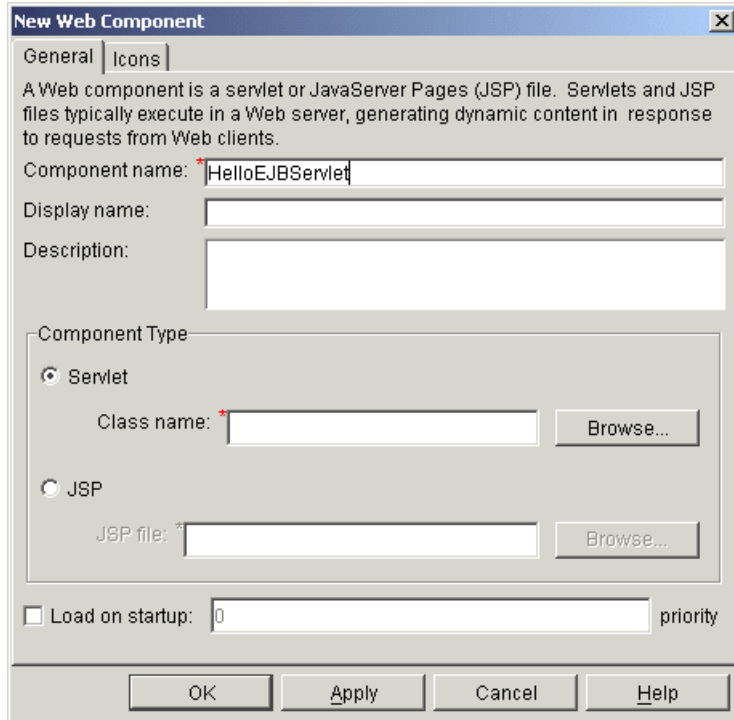 New Web Component
General Icons
A Web component is a servlet or JavaServer Pages (JSP) file. Servlets and JSP
files typically execute in a Web server, generating dynamic content in response
to requests from Web clients.
Component name: * HelloEJBServlet
Display name:
Description:
Component Type
Servlet
Class name: * Browse...
JSP
JSP file: * Browse...
Load on startup: 0 priority
OK Apply Cancel Help